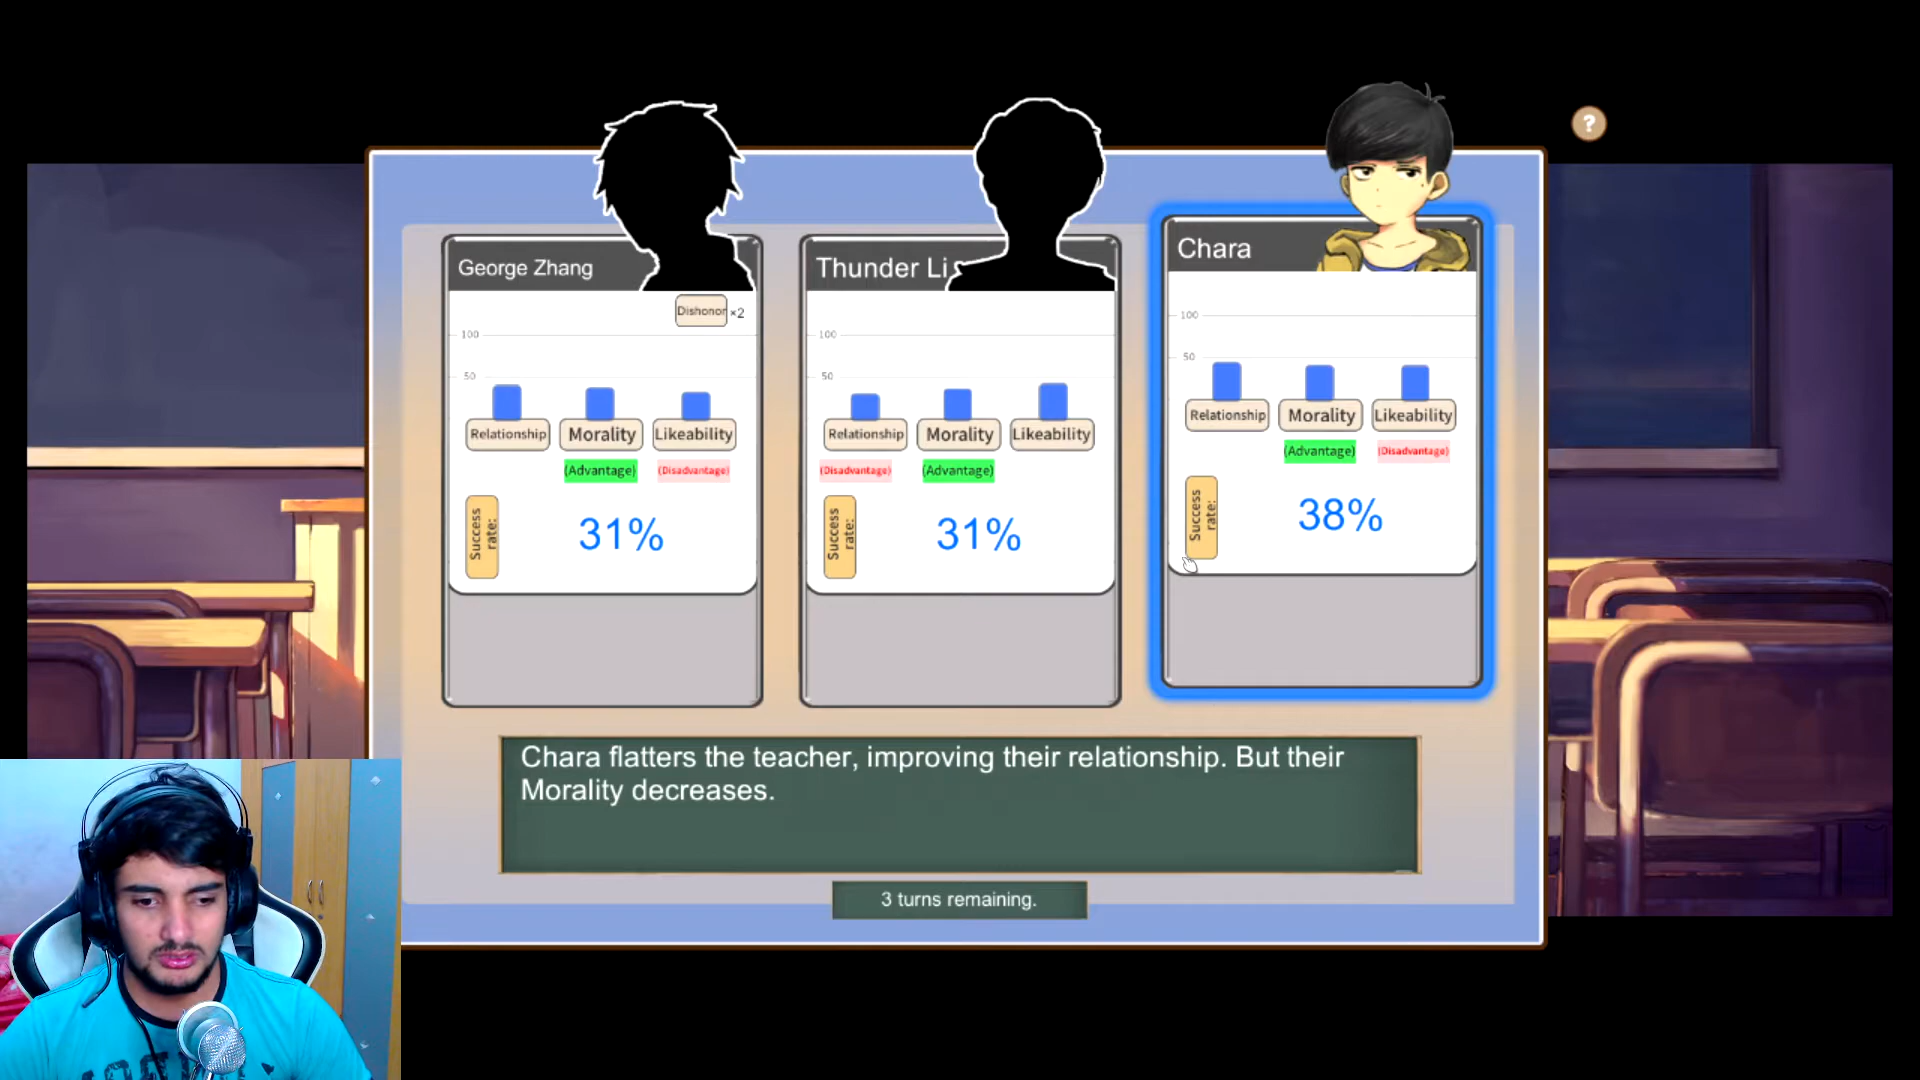 ?
George Zhang
Dishonor ×2
100
50
Relationship
Morality
Likeability
(Advantage)
(Disadvantage)
Success rate:
31%
Thunder Li
100
50
Relationship
Morality
Likeability
(Disadvantage)
(Advantage)
Success rate:
31%
Chara
100
50
Relationship
Morality
Likeability
(Advantage)
(Disadvantage)
Success rate:
38%
Chara flatters the teacher, improving their relationship. But their
Morality decreases.
3 turns remaining.